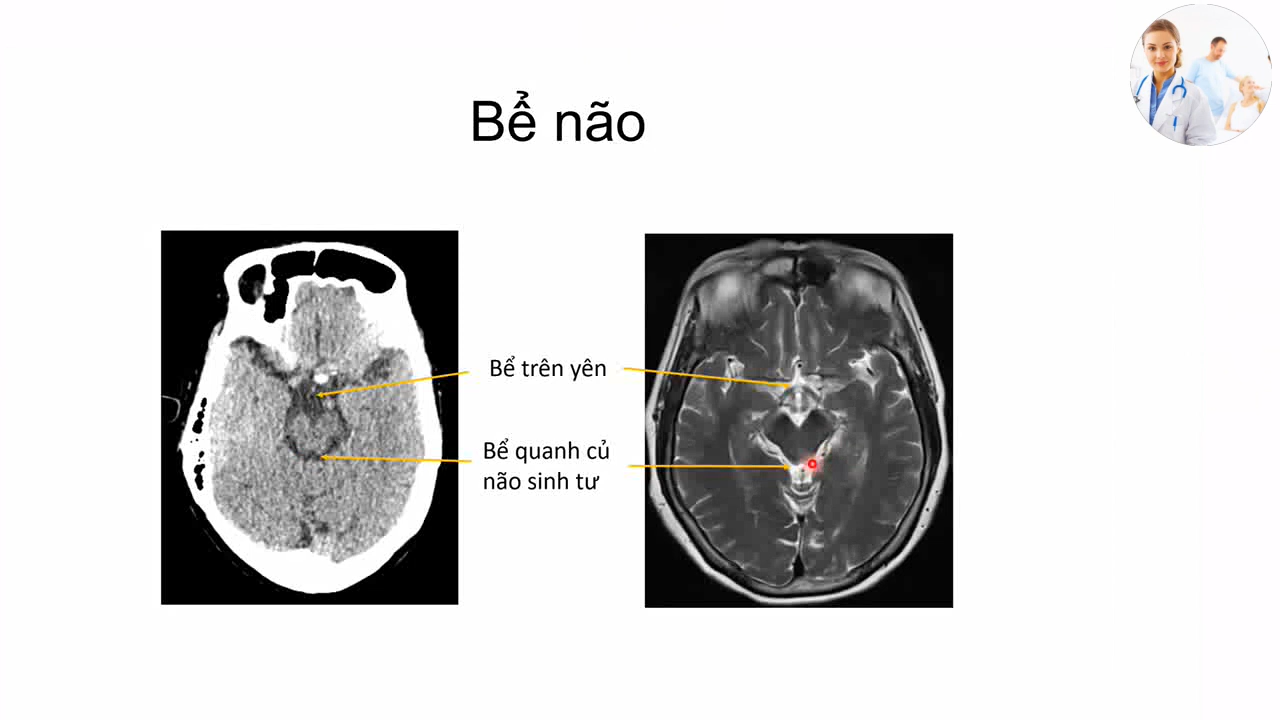 Bể não
Bể trên yên
Bể quanh củ
não sinh tư